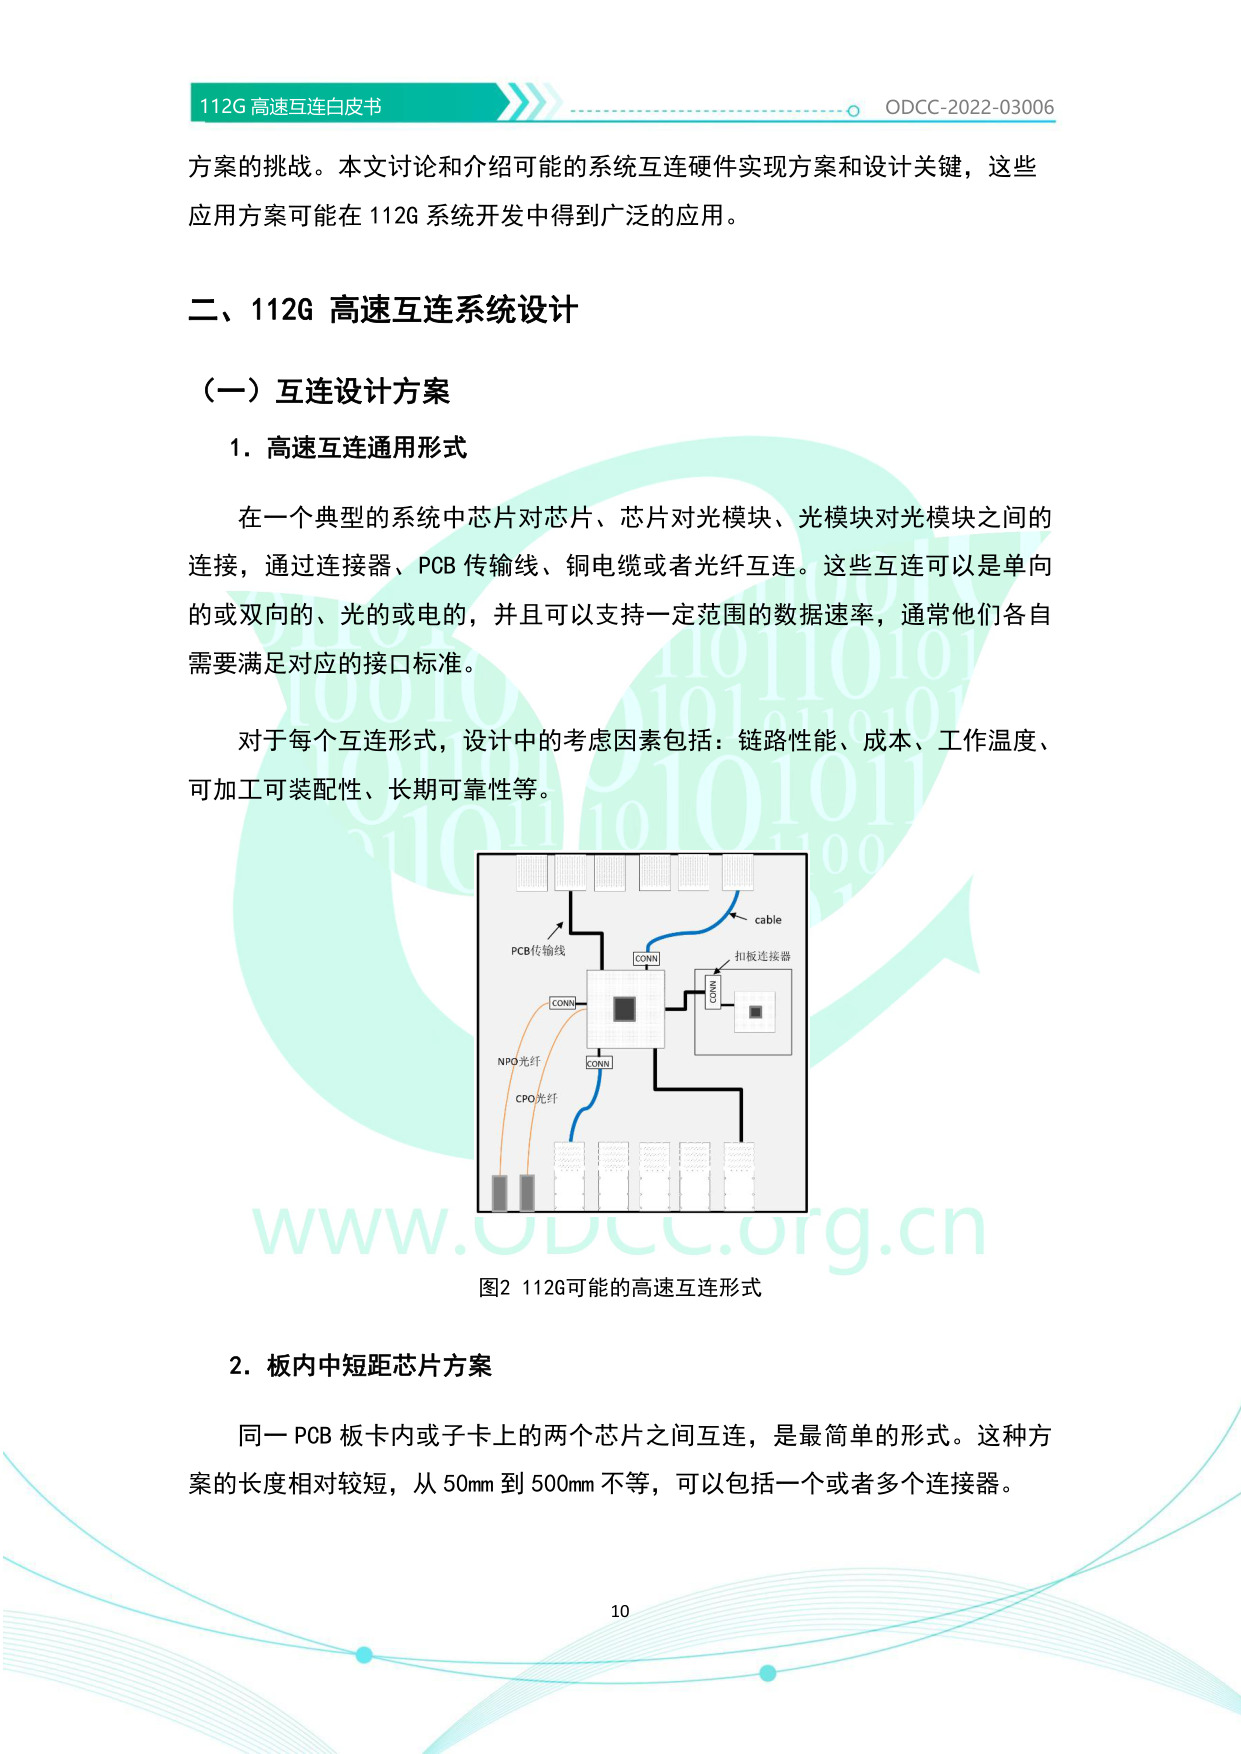 112G 高速互连白皮书
ODCC-2022-03006
方案的挑战。本文讨论和介绍可能的系统互连硬件实现方案和设计关键，这些
应用方案可能在 112G 系统开发中得到广泛的应用。
二、112G 高速互连系统设计
（一）互连设计方案
1. 高速互连通用形式
在一个典型的系统中芯片对芯片、芯片对光模块、光模块对光模块之间的
连接，通过连接器、PCB 传输线、铜电缆或者光纤互连。这些互连可以是单向
的或双向的、光的或电的，并且可以支持一定范围的数据速率，通常他们各自
需要满足对应的接口标准。
对于每个互连形式，设计中的考虑因素包括：链路性能、成本、工作温度、
可加工可装配性、长期可靠性等。
cable
PCB传输线
扣板连接器
CONN
CONN
CONN
NPO光纤
CONN
CPO光纤
www.ODCC.org.cn
图2 112G可能的高速互连形式
2. 板内中短距芯片方案
同一 PCB 板卡内或子卡上的两个芯片之间互连，是最简单的形式。这种方
案的长度相对较短，从 50mm 到 500mm 不等，可以包括一个或者多个连接器。
10